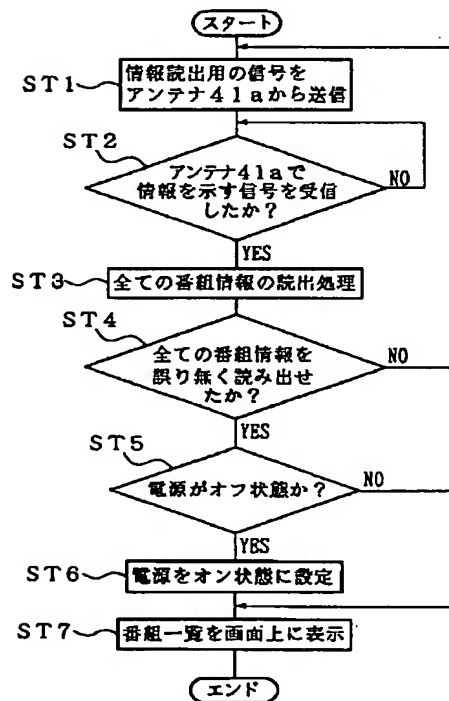 スタート
ST1
情報読出用の信号を
アンテナ41aから送信
ST2
アンテナ41aで
情報を示す信号を受信
したか?
NO
YES
ST3
全ての番組情報の読出処理
ST4
全ての番組情報を
誤り無く読み出せ
たか?
NO
YES
ST5
電源がオフ状態か?
NO
YES
ST6
電源をオン状態に設定
ST7
番組一覧を画面上に表示
エンド